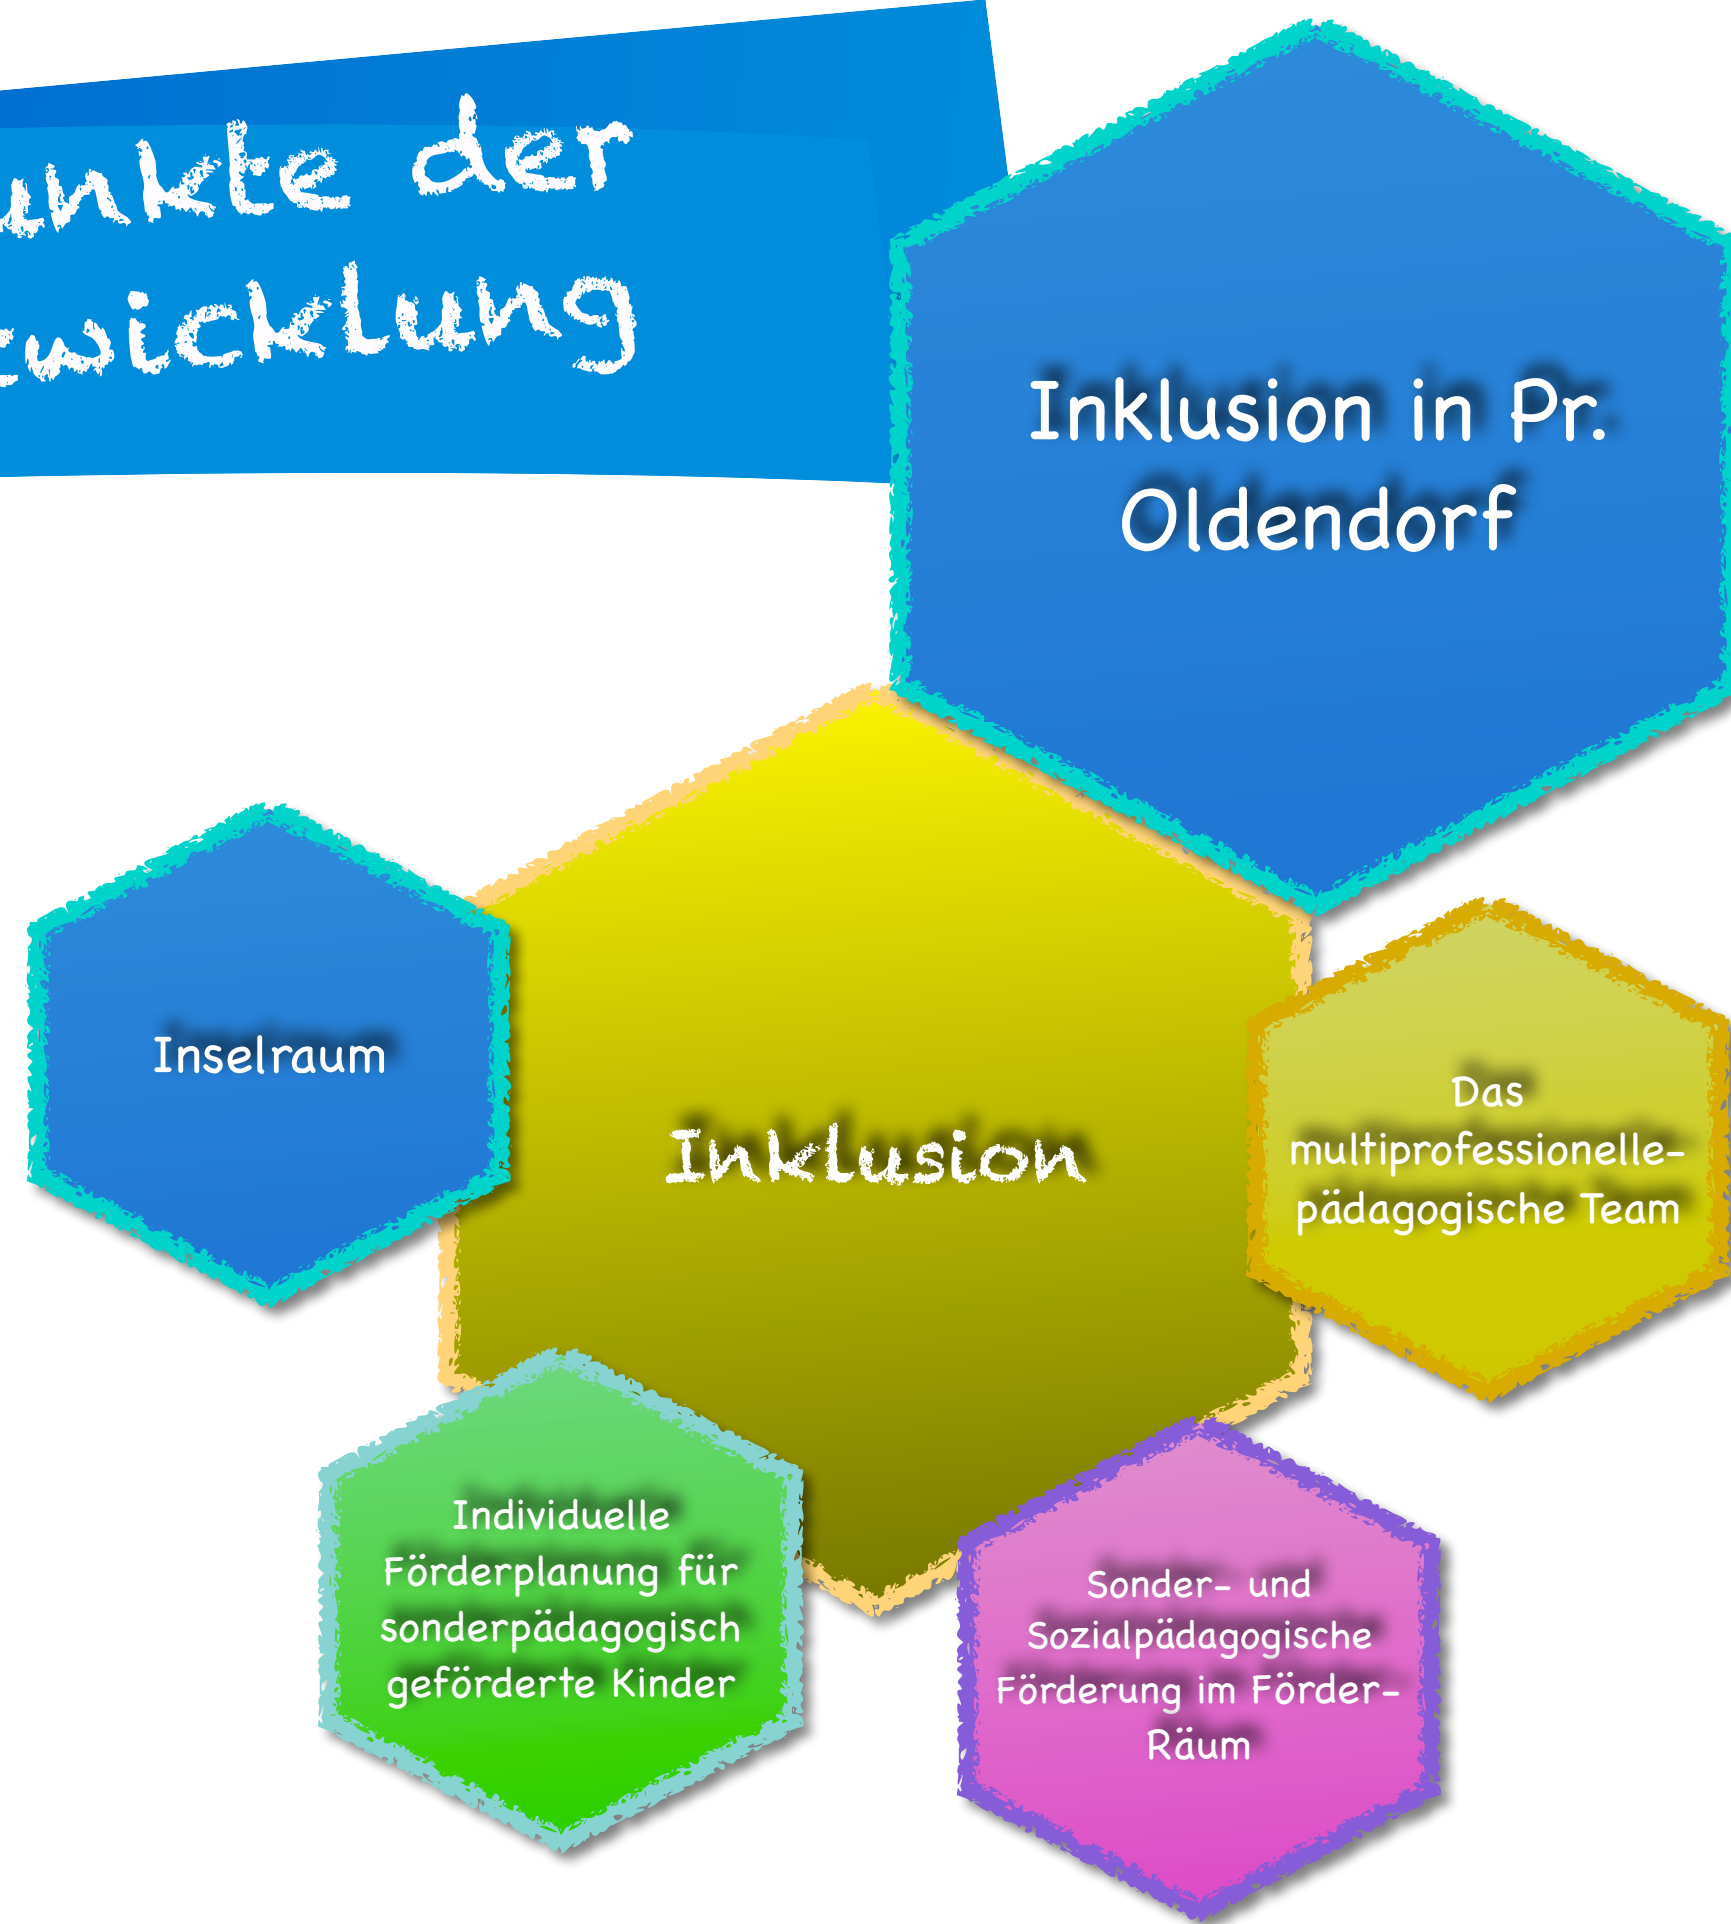 unkte der
twicklung
Inklusion in Pr.
Oldendorf
Inselraum
Inklusion
Das
multiprofessionelle-
pädagogische Team
Individuelle
Förderplanung für
sonderpädagogisch
geförderte Kinder
Sonder- und
Sozialpädagogische
Förderung im Förder-
Räum